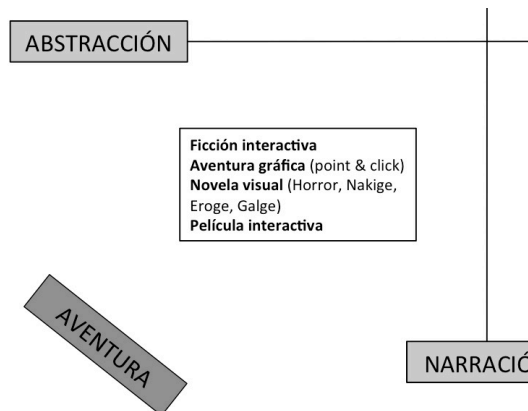 ABSTRACCIÓN
Ficción interactiva
Aventura gráfica (point & click)
Novela visual (Horror, Nakige,
Eroge, Galge)
Película interactiva
AVENTURA
NARRACIÓ